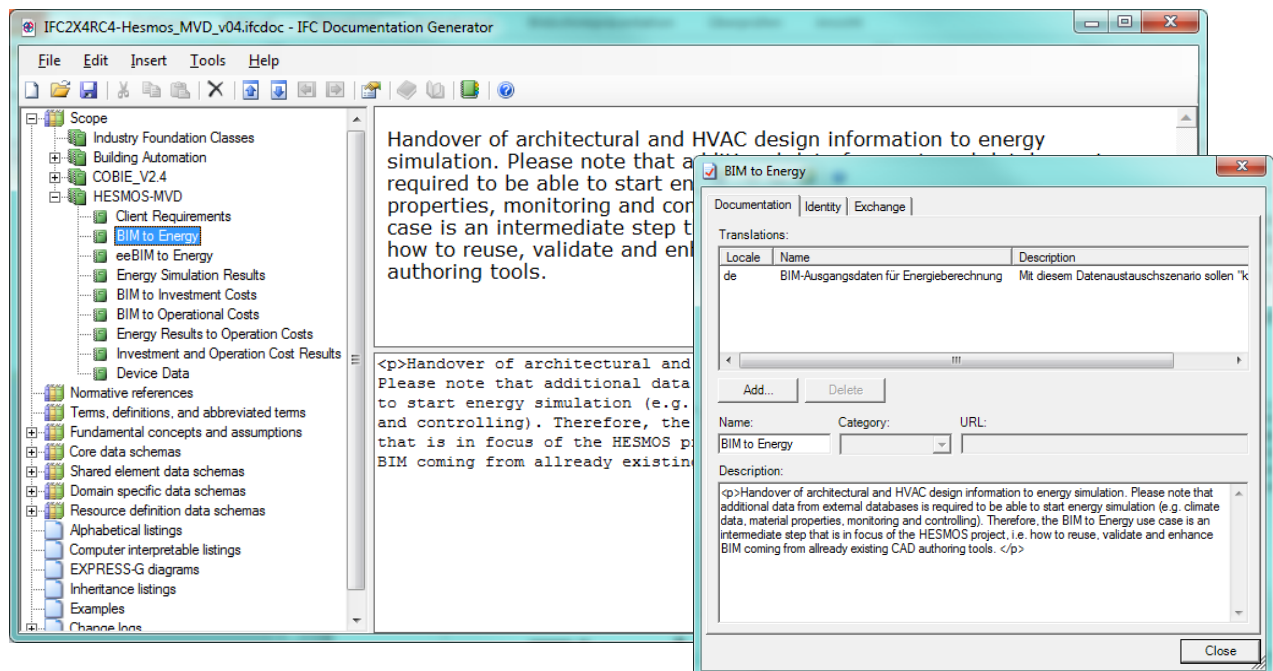 IFC2X4RC4-Hesmos_MVD_v04.ifcdoc - IFC Documentation Generator
File Edit Insert Tools Help
Scope
Industry Foundation Classes
Building Automation
COBIE_V2.4
HESMOS-MVD
Client Requirements
BIM to Energy
eeBIM to Energy
Energy Simulation Results
BIM to Investment Costs
BIM to Operational Costs
Energy Results to Operation Costs
Investment and Operation Cost Results
Device Data
Normative references
Terms, definitions, and abbreviated terms
Fundamental concepts and assumptions
Core data schemas
Shared element data schemas
Domain specific data schemas
Resource definition data schemas
Alphabetical listings
Computer interpretable listings
EXPRESS-G diagrams
Inheritance listings
Examples
Change logs
Handover of architectural and HVAC design information to energy
simulation. Please note that
required to be able to start en
properties, monitoring and con
case is an intermediate step t
how to reuse, validate and enh
authoring tools.
<p>Handover of architectural and
Please note that additional data
to start energy simulation (e.g.
and controlling). Therefore, the
that is in focus of the HESMOS p
BIM coming from allready existing
BIM to Energy
Documentation Identity Exchange
Translations:
Locale Name Description
de BIM-Ausgangsdaten für Energieberechnung Mit diesem Datenaustauschszenario sollen "k
Add... Delete
Name: Category: URL:
BIM to Energy
Description:
<p>Handover of architectural and HVAC design information to energy simulation. Please note that
additional data from external databases is required to be able to start energy simulation (e.g. climate
data, material properties, monitoring and controlling). Therefore, the BIM to Energy use case is an
intermediate step that is in focus of the HESMOS project, i.e. how to reuse, validate and enhance
BIM coming from allready existing CAD authoring tools. </p>
Close